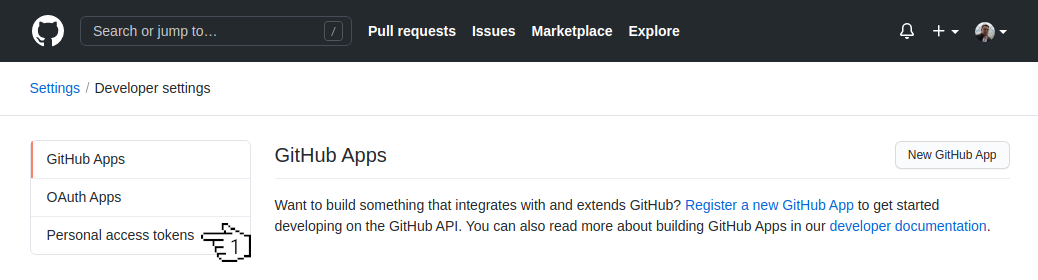 Search or jump to… / Pull requests Issues Marketplace Explore
Settings / Developer settings
GitHub Apps
OAuth Apps
Personal access tokens 1
GitHub Apps New GitHub App
Want to build something that integrates with and extends GitHub? Register a new GitHub App to get started
developing on the GitHub API. You can also read more about building GitHub Apps in our developer documentation.